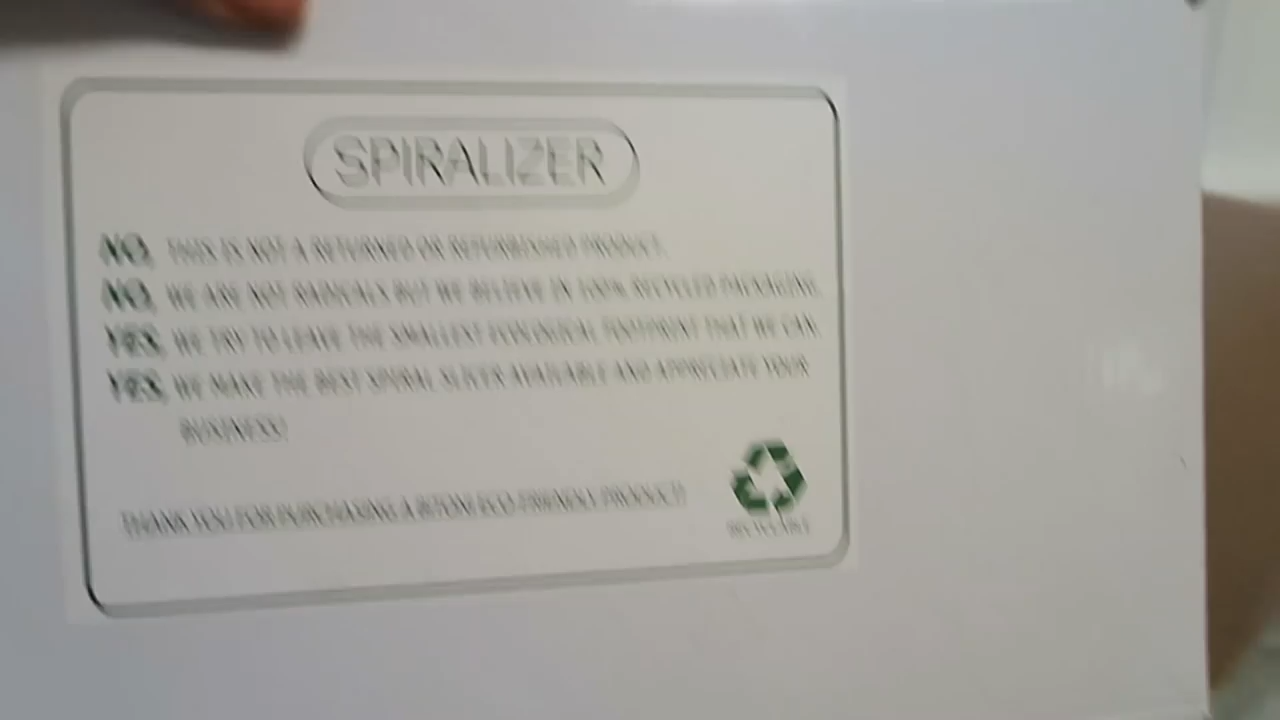 SPIRALIZER
NO, THIS IS NOT A RETURNED OR REFURBISHED PRODUCT.
NO, WE ARE NOT RADICALS BUT WE BELIEVE IN 100% RECYCLED PACKAGING.
YES, WE TRY TO LEAVE THE SMALLEST ECOLOGICAL FOOTPRINT THAT WE CAN.
YES, WE MAKE THE BEST SPIRAL SLICER AVAILABLE AND APPRECIATE YOUR
BUSINESS!
THANK YOU FOR PURCHASING A ECO-FRIENDLY PRODUCT!
RECYCLABLE